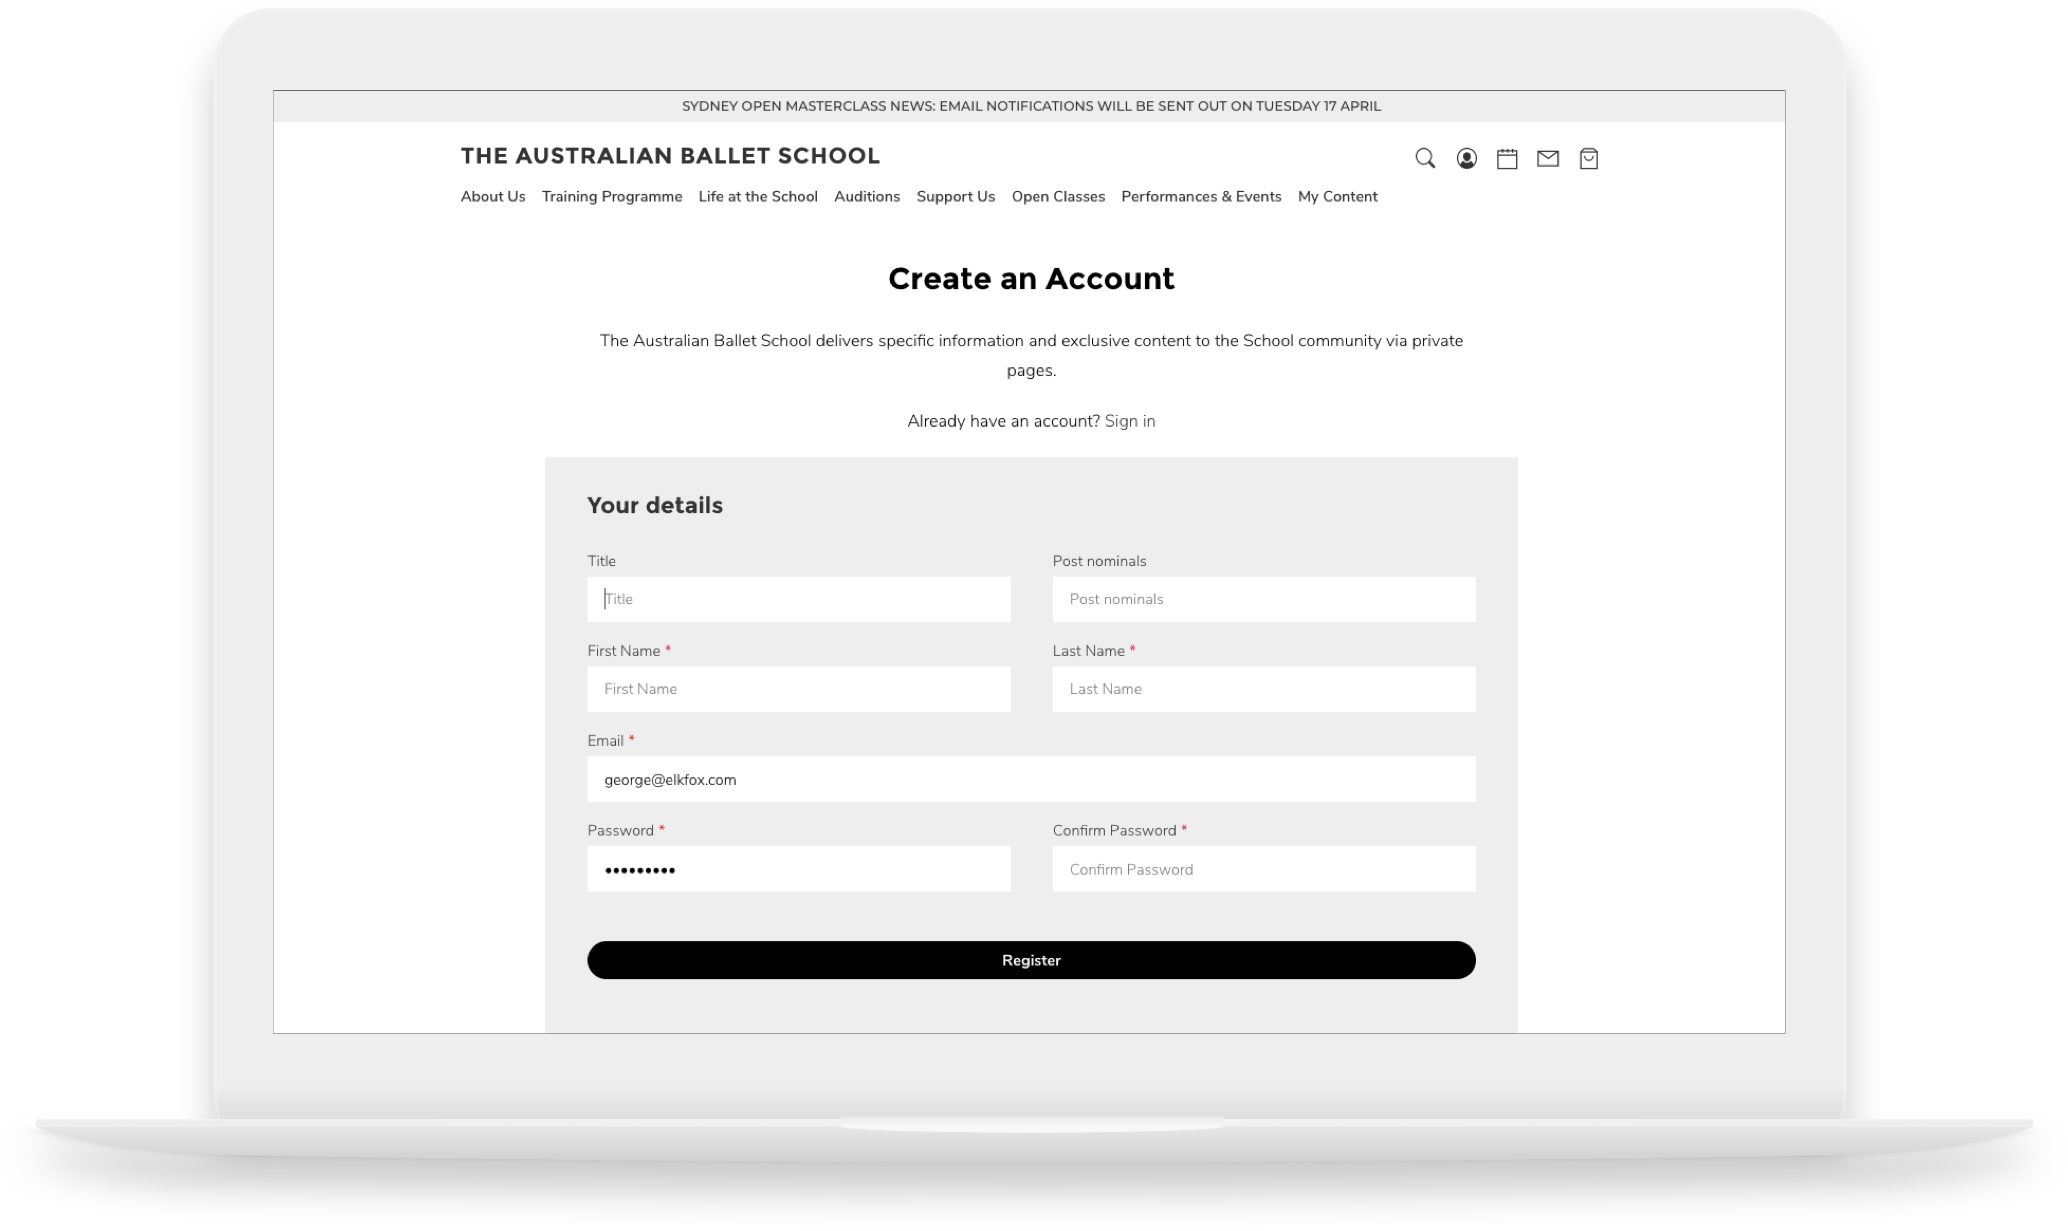 SYDNEY OPEN MASTERCLASS NEWS: EMAIL NOTIFICATIONS WILL BE SENT OUT ON TUESDAY 17 APRIL
THE AUSTRALIAN BALLET SCHOOL
About Us Training Programme Life at the School Auditions Support Us Open Classes Performances & Events My Content
Create an Account
The Australian Ballet School delivers specific information and exclusive content to the School community via private
pages.
Already have an account? Sign in
Your details
Title Post nominals
Title Post nominals
First Name * Last Name *
First Name Last Name
Email *
george@elkfox.com
Password * Confirm Password *
••••••••• Confirm Password
Register